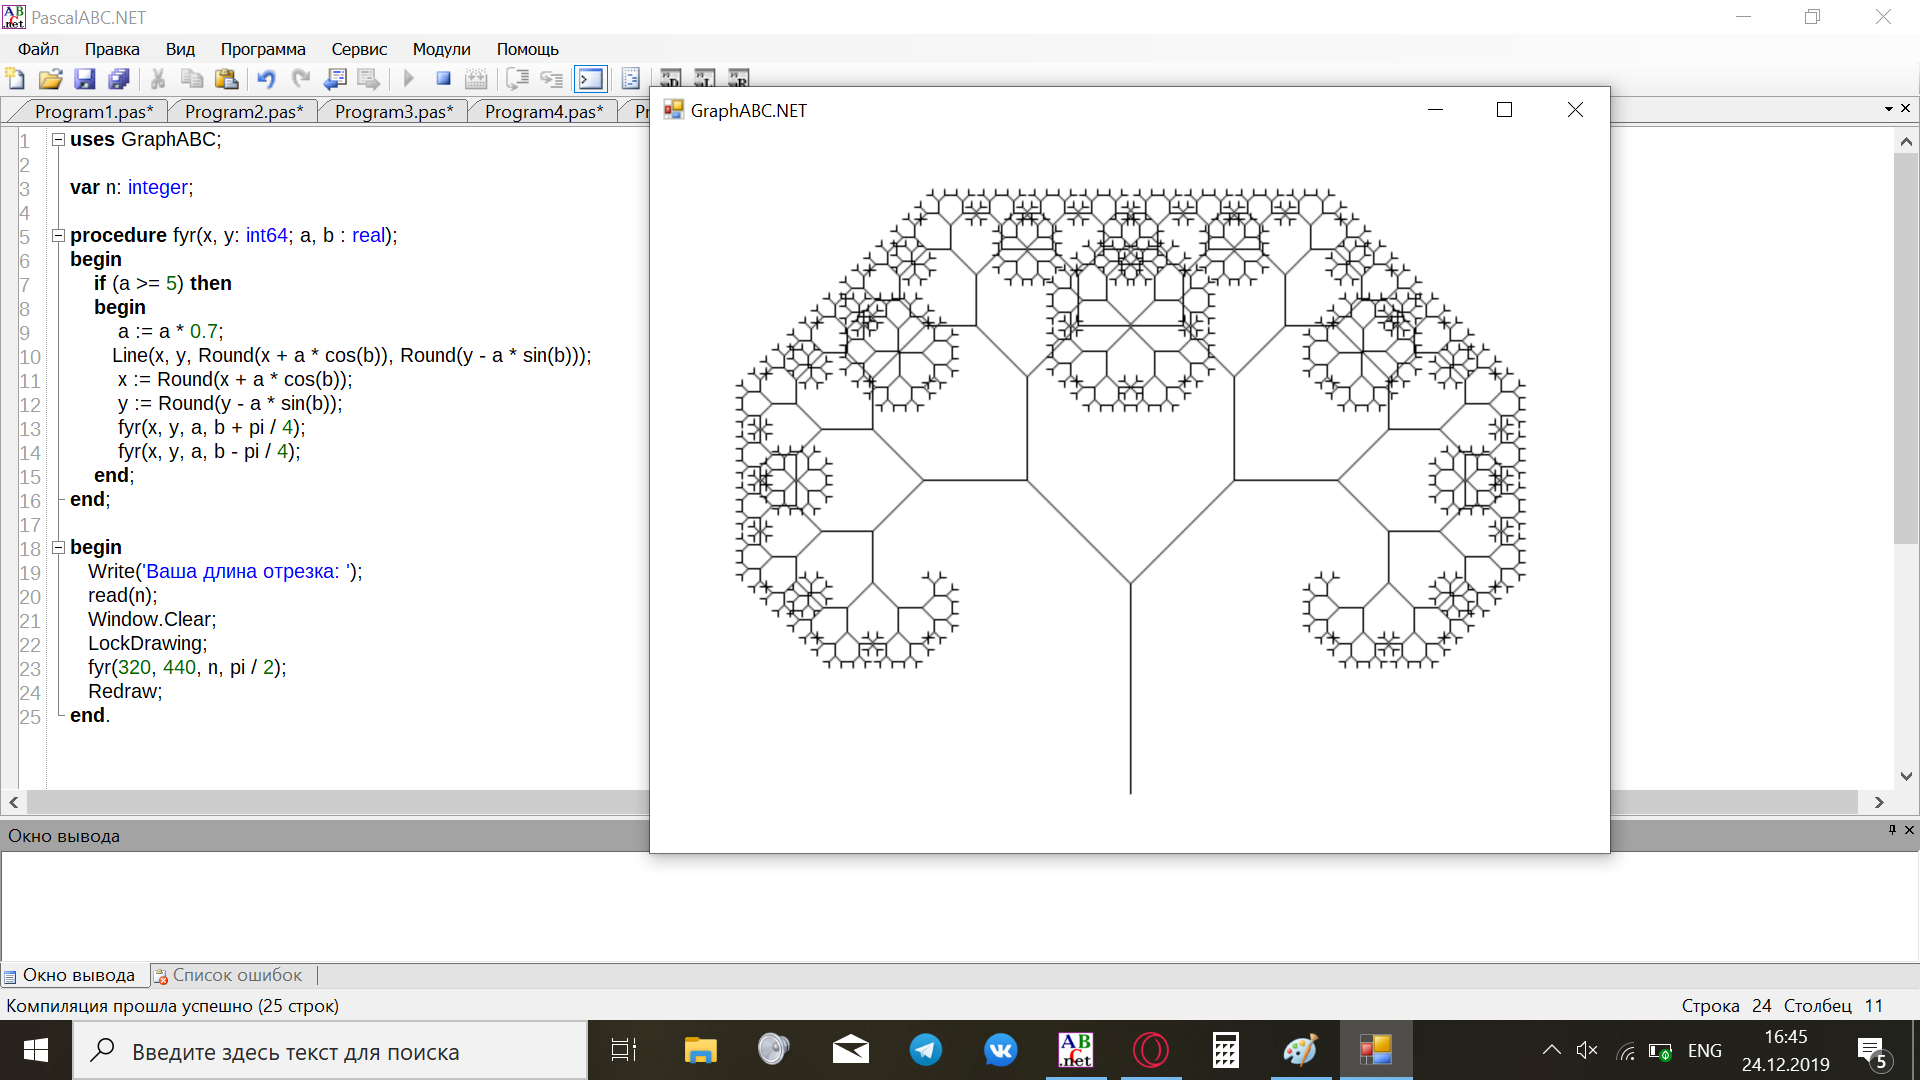 PascalABC.NET
Файл Правка Вид Программа Сервис Модули Помощь
Program1.pas* Program2.pas* Program3.pas* Program4.pas*
GraphABC.NET
1 uses GraphABC;
2
3 var n: integer;
4
5 procedure fyr(x, y: int64; a, b : real);
6 begin
7 if (a >= 5) then
8 begin
9 a := a * 0.7;
10 Line(x, y, Round(x + a * cos(b)), Round(y - a * sin(b)));
11 x := Round(x + a * cos(b));
12 y := Round(y - a * sin(b));
13 fyr(x, y, a, b + pi / 4);
14 fyr(x, y, a, b - pi / 4);
15 end;
16 end;
17
18 begin
19 Write('Ваша длина отрезка: ');
20 read(n);
21 Window.Clear;
22 LockDrawing;
23 fyr(320, 440, n, pi / 2);
24 Redraw;
25 end.
Окно вывода
Окно вывода Список ошибок
Компиляция прошла успешно (25 строк) Строка 24 Столбец 11
Введите здесь текст для поиска
ENG
16:45
24.12.2019
5